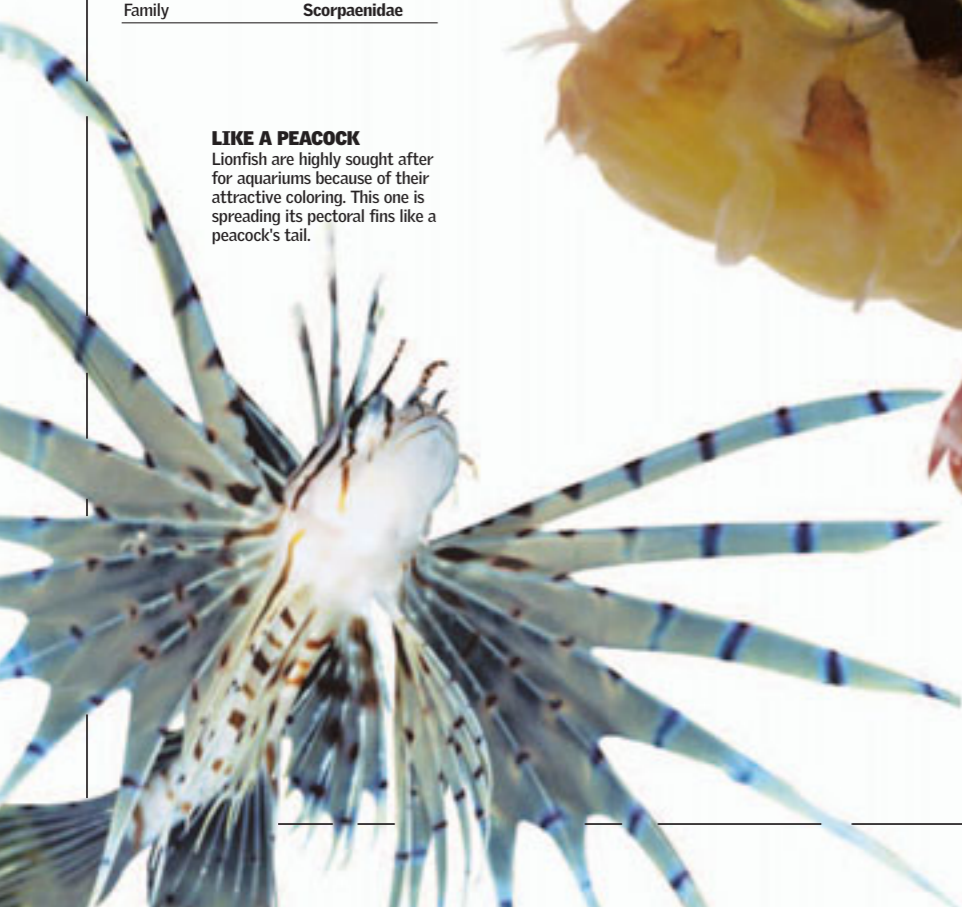 Family Scorpaenidae
LIKE A PEACOCK
Lionfish are highly sought after
for aquariums because of their
attractive coloring. This one is
spreading its pectoral fins like a
peacock's tail.